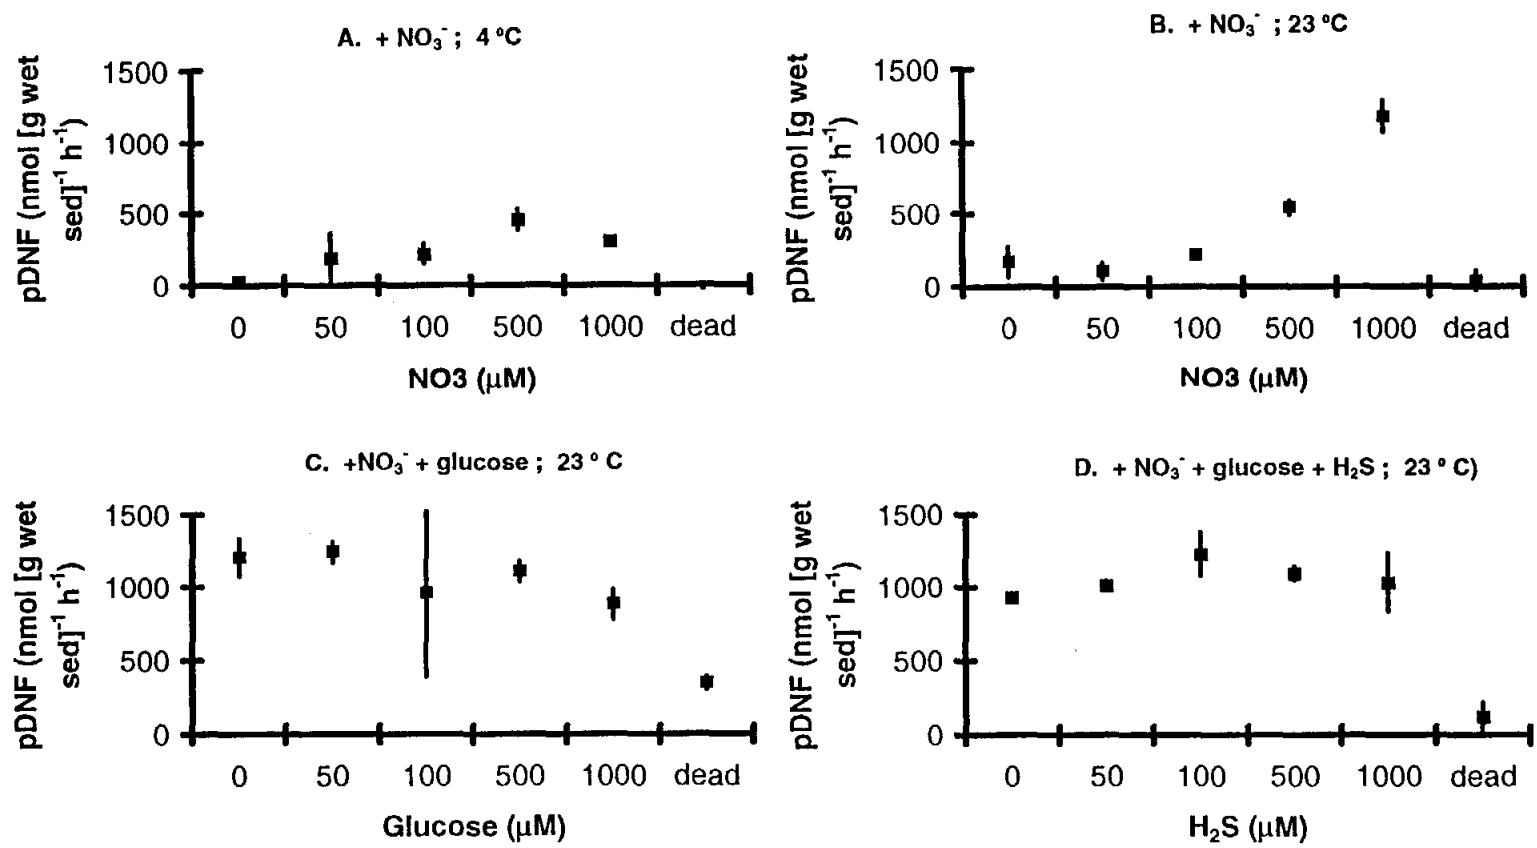 A. + NO₃⁻ ; 4 ºC
pDNF (nmol [g wet
sed]⁻¹ h⁻¹)
1500
1000
500
0
0 50 100 500 1000 dead
NO3 (μM)
B. + NO₃⁻ ; 23 ºC
pDNF (nmol [g wet
sed]⁻¹ h⁻¹)
1500
1000
500
0
0 50 100 500 1000 dead
NO3 (μM)
C. +NO₃⁻ + glucose ; 23 º C
pDNF (nmol [g wet
sed]⁻¹ h⁻¹)
1500
1000
500
0
0 50 100 500 1000 dead
Glucose (μM)
D. + NO₃⁻ + glucose + H₂S ; 23 º C)
pDNF (nmol [g wet
sed]⁻¹ h⁻¹)
1500
1000
500
0
0 50 100 500 1000 dead
H₂S (μM)